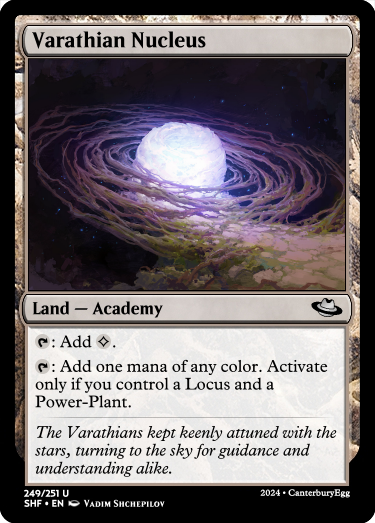 Varathian Nucleus
Land — Academy
: Add .
: Add one mana of any color. Activate
only if you control a Locus and a
Power-Plant.
The Varathians kept keenly attuned with the
stars, turning to the sky for guidance and
understanding alike.
249/251 U
SHF • EN Vadim Shchepilov
2024 • CanterburyEgg